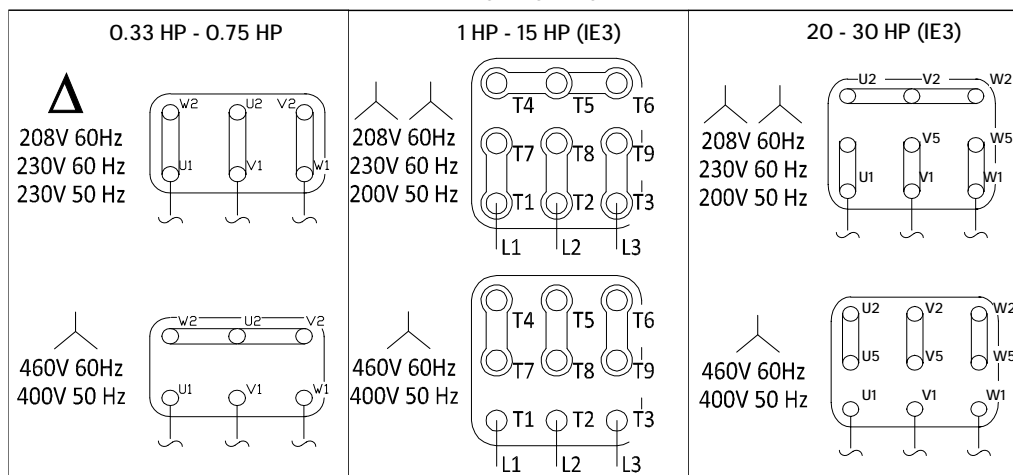 0.33 HP - 0.75 HP
Δ
208V 60Hz
230V 60 Hz
230V 50 Hz
W2 U2 V2
U1 V1 W1
460V 60Hz
400V 50 Hz
W2 U2 V2
U1 V1 W1
1 HP - 15 HP (IE3)
208V 60Hz
230V 60 Hz
200V 50 Hz
T4 T5 T6
T7 T8 T9
T1 T2 T3
L1 L2 L3
460V 60Hz
400V 50 Hz
T4 T5 T6
T7 T8 T9
T1 T2 T3
L1 L2 L3
20 - 30 HP (IE3)
208V 60Hz
230V 60 Hz
200V 50 Hz
U2 V2 W2
V5 W5
U1 V1 W1
460V 60Hz
400V 50 Hz
U2 V2 W2
U5 V5 W5
U1 V1 W1